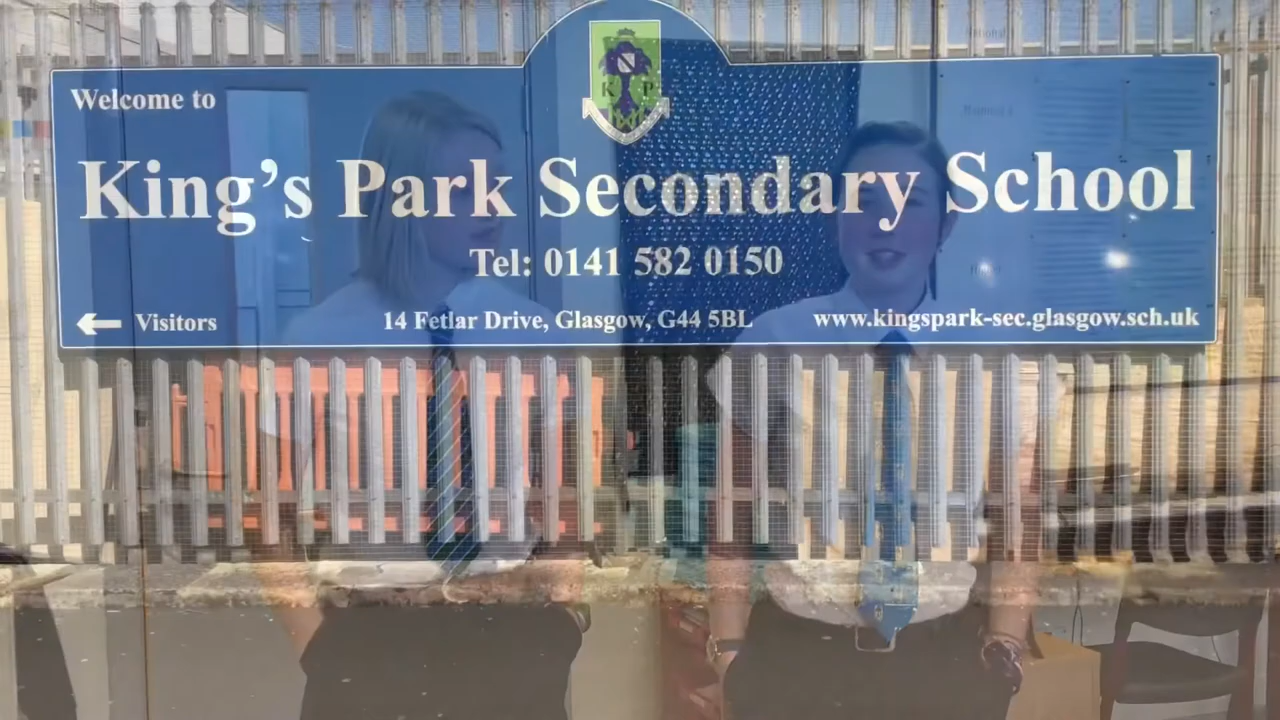 Welcome to
K P
King's Park Secondary School
Tel: 0141 582 0150
← Visitors
14 Fetlar Drive, Glasgow, G44 5BL
www.kingspark-sec.glasgow.sch.uk